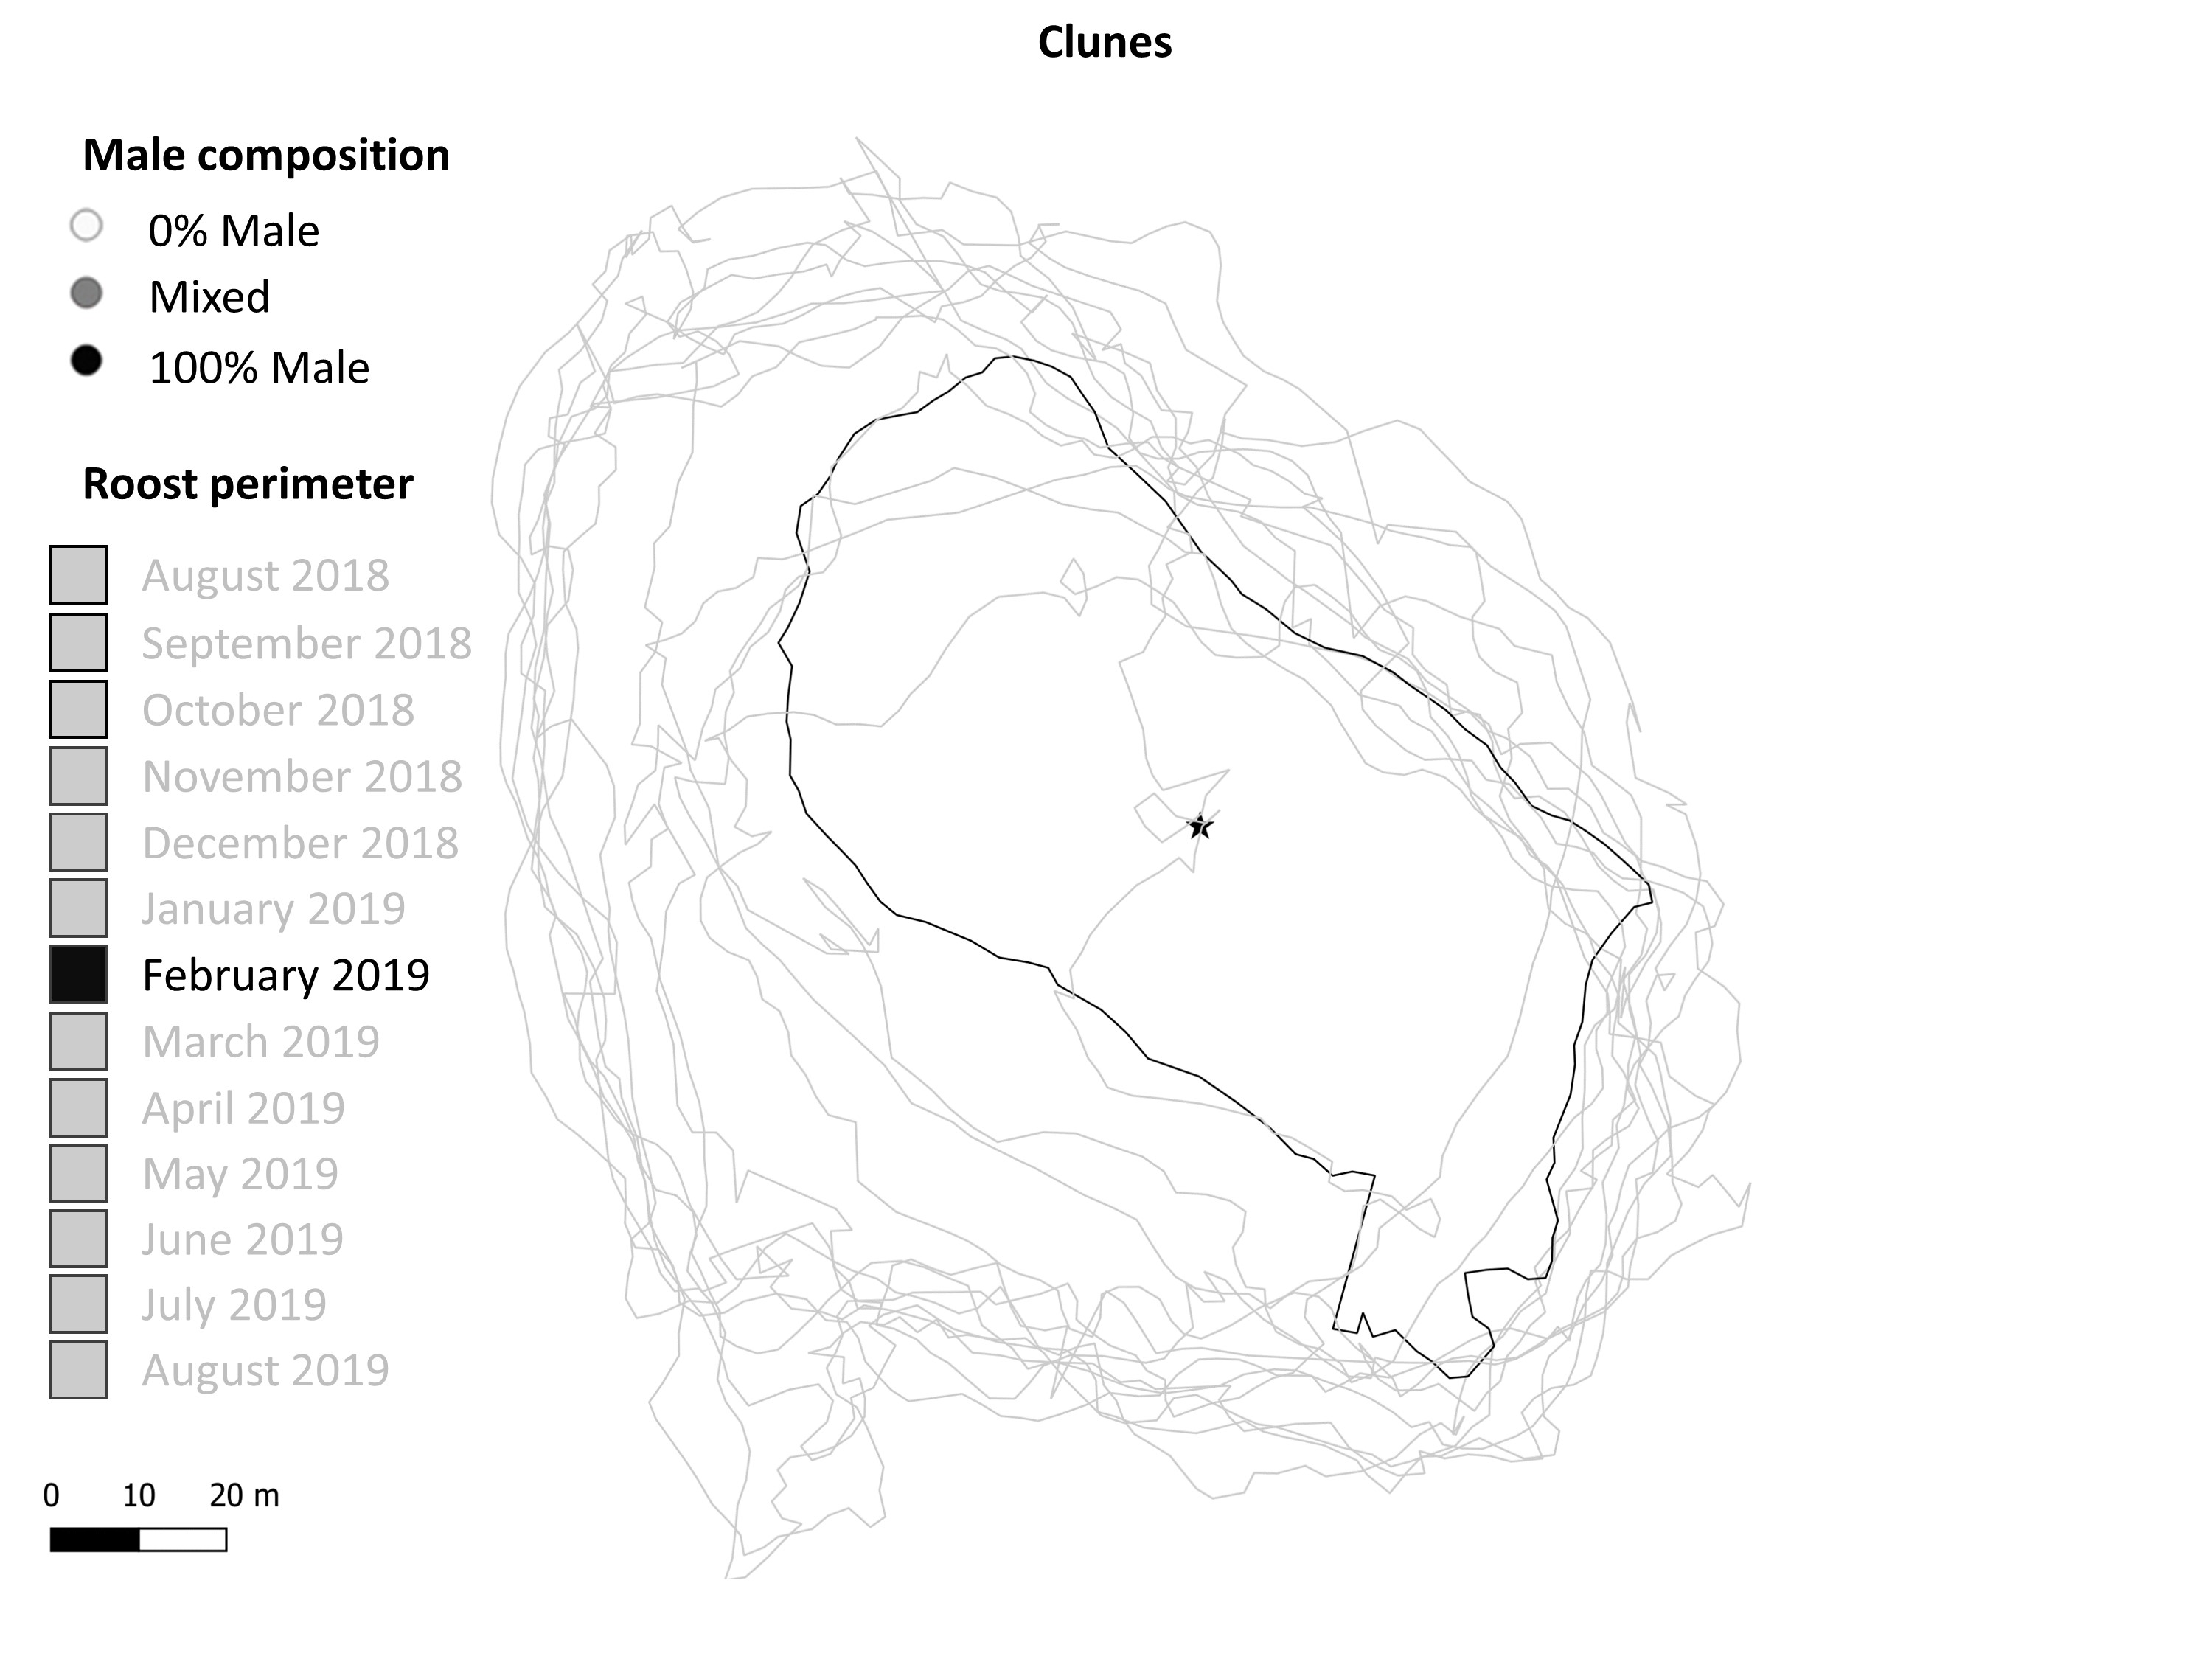 Clunes
Male composition
0% Male
Mixed
100% Male
Roost perimeter
August 2018
September 2018
October 2018
November 2018
December 2018
January 2019
February 2019
March 2019
April 2019
May 2019
June 2019
July 2019
August 2019
0 10 20 m